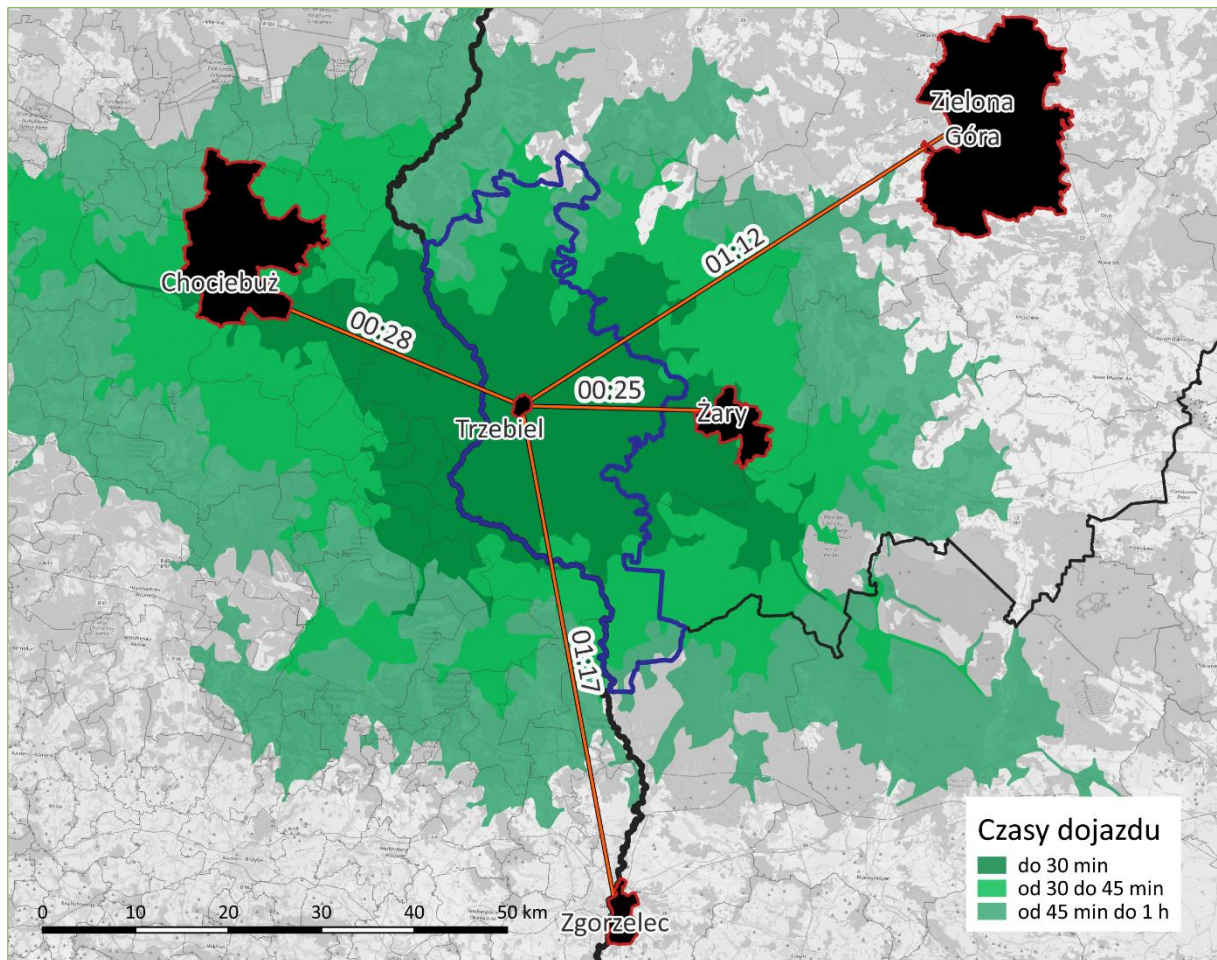 Zielona
Góra
01:12
Chociebuż
00:28
00:25
Żary
Trzebiel
01:17
Zgorzelec
Czasy dojazdu
do 30 min
od 30 do 45 min
od 45 min do 1 h
0 10 20 30 40 50 km